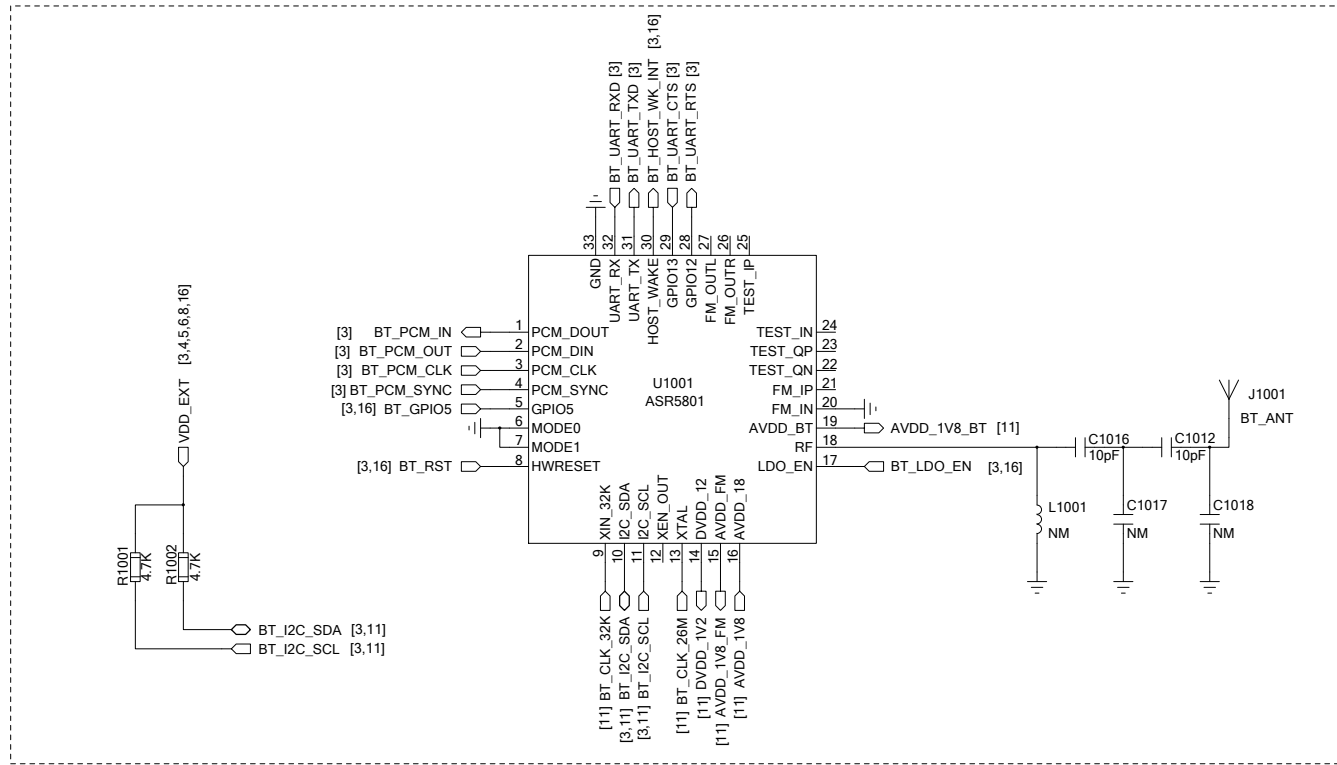 BT_UART_RXD [3]
BT_UART_TXD [3]
BT_HOST_WK_INT [3,16]
BT_UART_CTS [3]
BT_UART_RTS [3]
33
32
31
30
29
28
27
26
25
GND
UART_RX
UART_TX
HOST_WAKE
GPIO13
GPIO12
FM_OUTL
FM_OUTR
TEST_IP
VDD_EXT [3,4,5,6,8,16]
[3] BT_PCM_IN 1 PCM_DOUT
[3] BT_PCM_OUT 2 PCM_DIN
[3] BT_PCM_CLK 3 PCM_CLK
[3] BT_PCM_SYNC 4 PCM_SYNC
[3,16] BT_GPIO5 5 GPIO5
6 MODE0
7 MODE1
[3,16] BT_RST 8 HWRESET
U1001
ASR5801
TEST_IN 24
TEST_QP 23
TEST_QN 22
FM_IP 21
FM_IN 20
AVDD_BT 19 AVDD_1V8_BT [11]
RF 18
LDO_EN 17 BT_LDO_EN [3,16]
J1001
BT_ANT
C1016
10pF
C1012
10pF
L1001
NM
C1017
NM
C1018
NM
XIN_32K
I2C_SDA
I2C_SCL
XEN_OUT
XTAL
DVDD_12
AVDD_FM
AVDD_18
9
10
11
12
13
14
15
16
[11] BT_CLK_32K
[3,11] BT_I2C_SDA
[3,11] BT_I2C_SCL
[11] BT_CLK_26M
[11] DVDD_1V2
[11] AVDD_1V8_FM
[11] AVDD_1V8
R1001
4.7K
R1002
4.7K
BT_I2C_SDA [3,11]
BT_I2C_SCL [3,11]